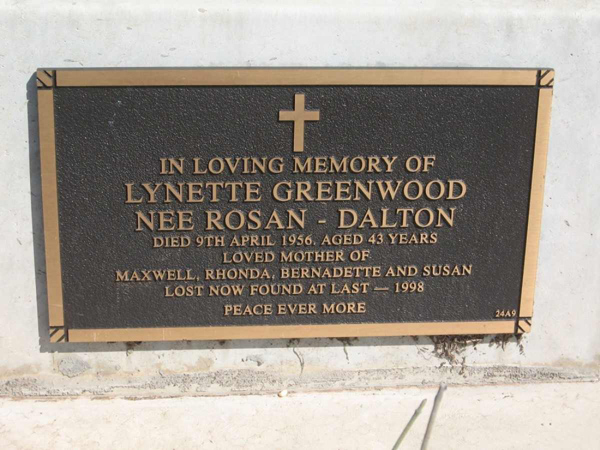 IN LOVING MEMORY OF
LYNETTE GREENWOOD
NEE ROSAN - DALTON
DIED 9TH APRIL 1956. AGED 43 YEARS
LOVED MOTHER OF
MAXWELL, RHONDA, BERNADETTE AND SUSAN
LOST NOW FOUND AT LAST — 1998
PEACE EVER MORE
24A9